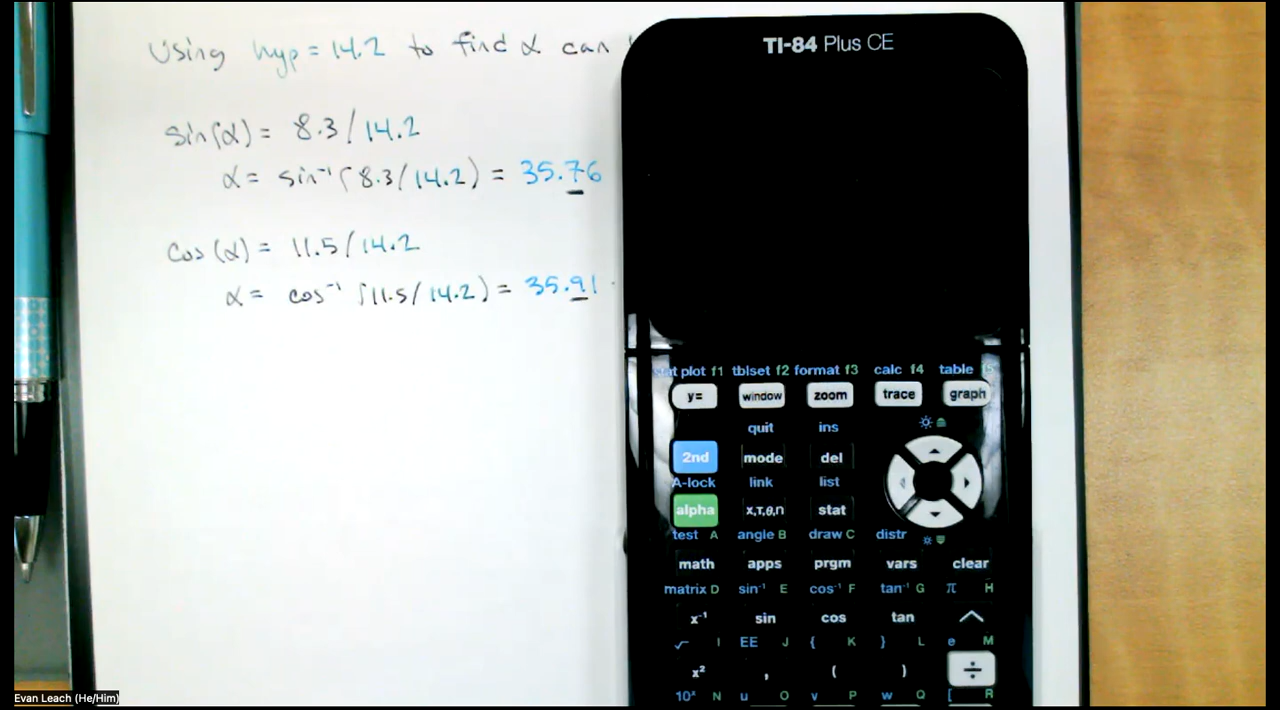 Using hyp = 14.2 to find α can
sin(α) = 8.3/14.2
α = sin⁻¹(8.3/14.2) = 35.76
cos(α) = 11.5/14.2
α = cos⁻¹(11.5/14.2) = 35.91
TI-84 Plus CE
stat plot f1 tblset f2 format f3 calc f4 table f5
y= window zoom trace graph
quit ins
2nd mode del
A-lock link list
alpha x,T,θ,n stat
test A angle B draw C distr
math apps prgm vars clear
matrix D sin⁻¹ E cos⁻¹ F tan⁻¹ G π H
x⁻¹ sin cos tan ^
√ I EE J { K } L e M
x² , ( ) ÷
10ˣ N u O v P w Q [ R
Evan Leach (He/Him)